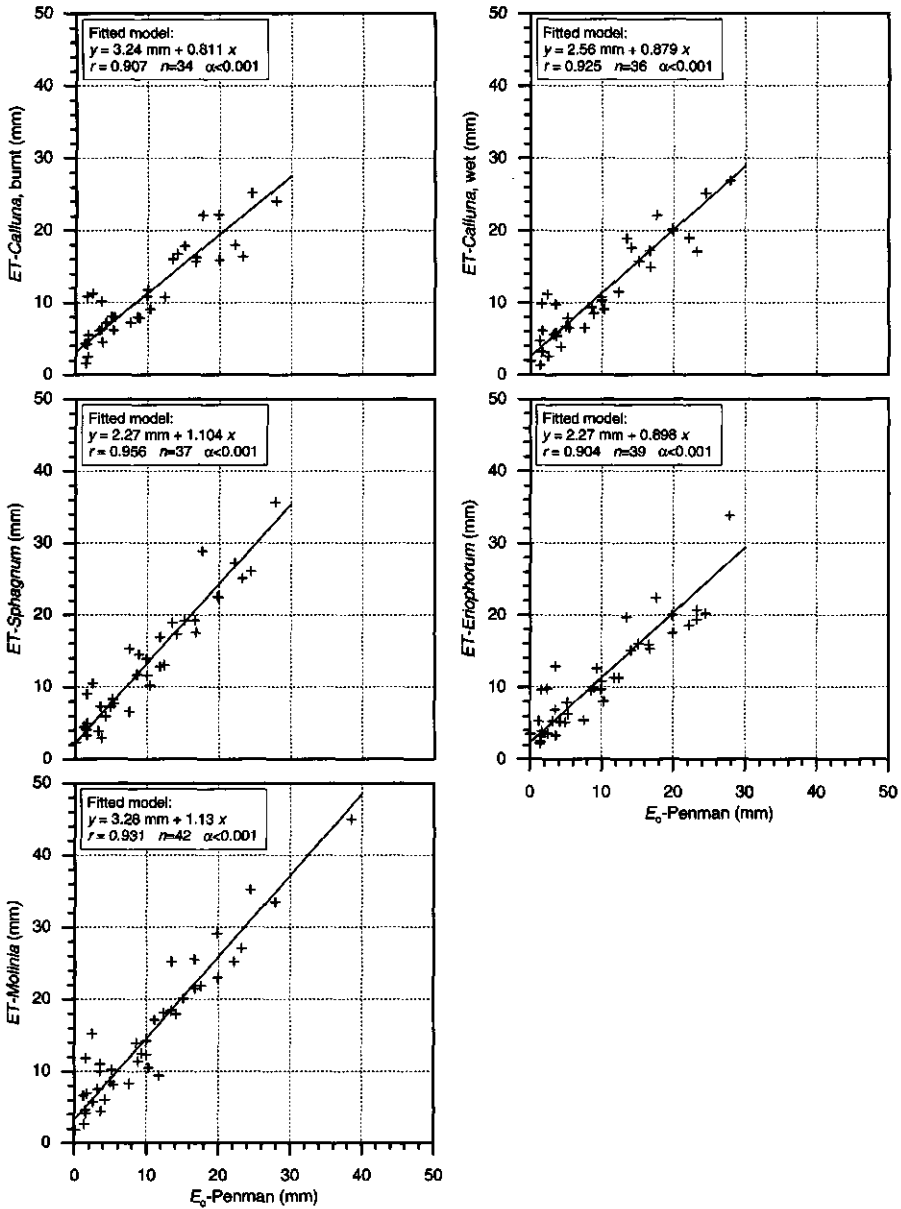 Fitted model:
y = 3.24 mm + 0.811 x
r = 0.907 n=34 α<0.001
50
40
30
20
10
0
ET-Calluna, burnt (mm)
Fitted model:
y = 2.56 mm + 0.879 x
r = 0.925 n=36 α<0.001
50
40
30
20
10
0
ET-Calluna, wet (mm)
Fitted model:
y = 2.27 mm + 1.104 x
r = 0.956 n=37 α<0.001
50
40
30
20
10
0
ET-Sphagnum (mm)
Fitted model:
y = 2.27 mm + 0.898 x
r = 0.904 n=39 α<0.001
50
40
30
20
10
0
ET-Eriophorum (mm)
0 10 20 30 40 50
E₀-Penman (mm)
Fitted model:
y = 3.28 mm + 1.13 x
r = 0.931 n=42 α<0.001
50
40
30
20
10
0
ET-Molinia (mm)
0 10 20 30 40 50
E₀-Penman (mm)